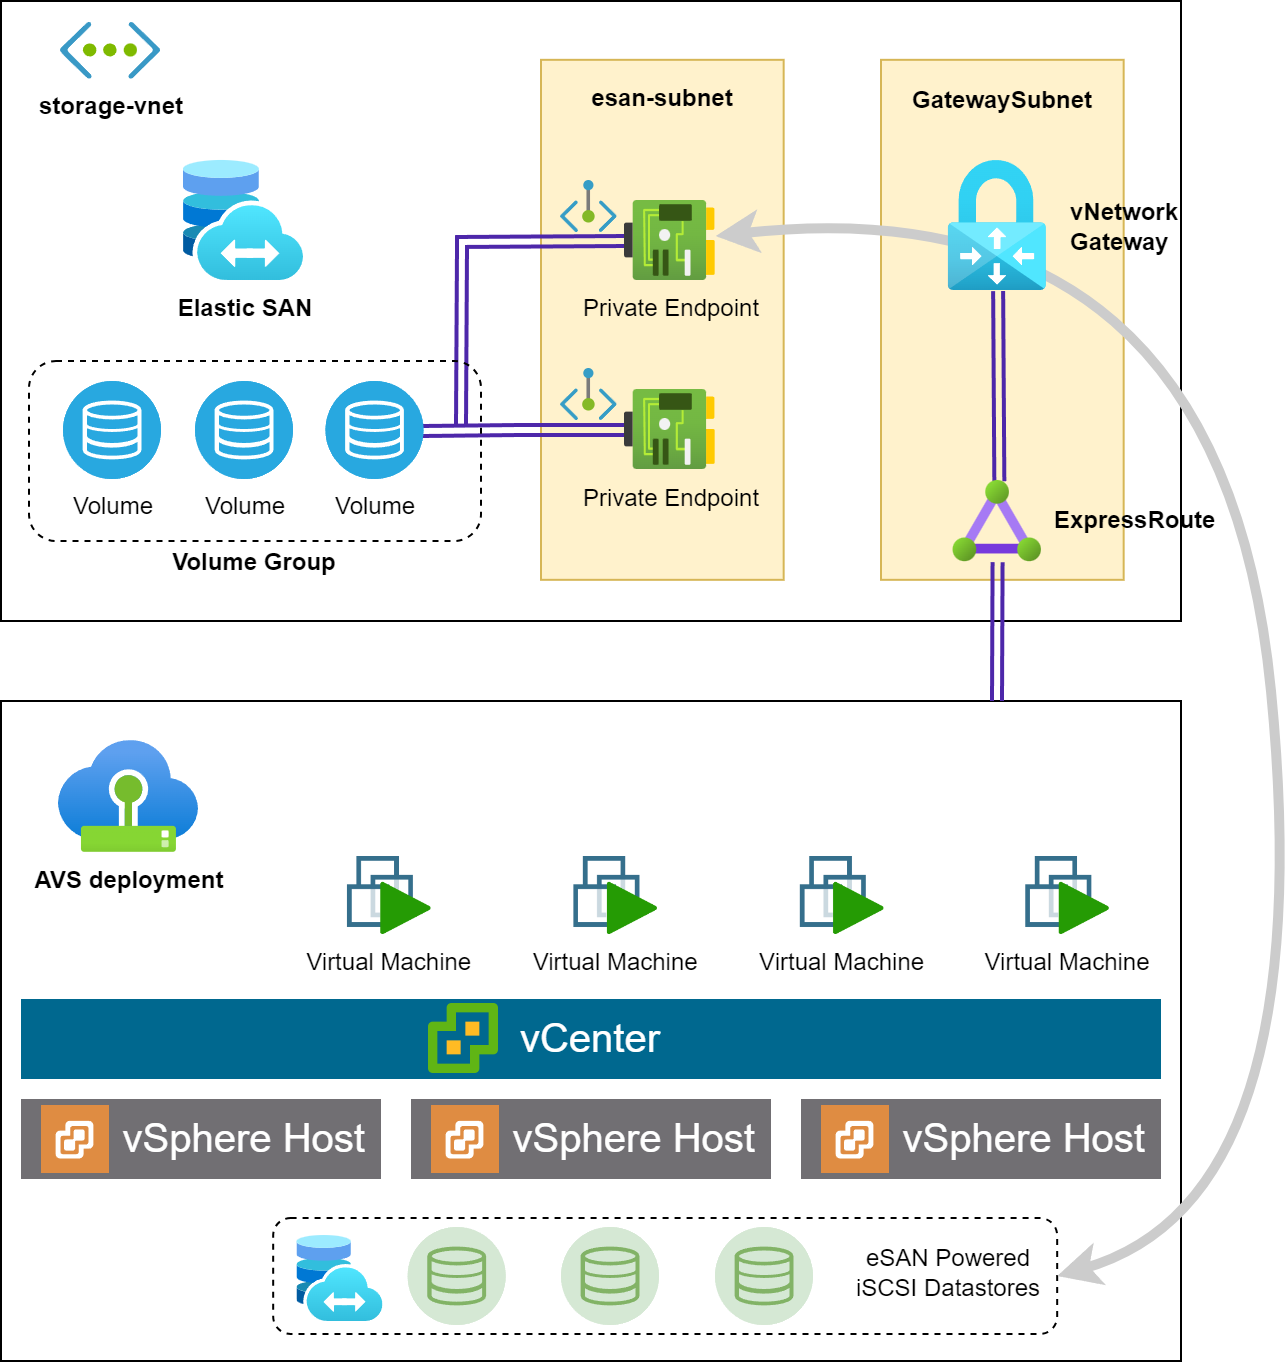 storage-vnet
esan-subnet
GatewaySubnet
vNetwork
Gateway
Elastic SAN
Private Endpoint
Private Endpoint
Volume
Volume
Volume
Volume Group
ExpressRoute
AVS deployment
Virtual Machine
Virtual Machine
Virtual Machine
Virtual Machine
vCenter
vSphere Host
vSphere Host
vSphere Host
eSAN Powered
iSCSI Datastores